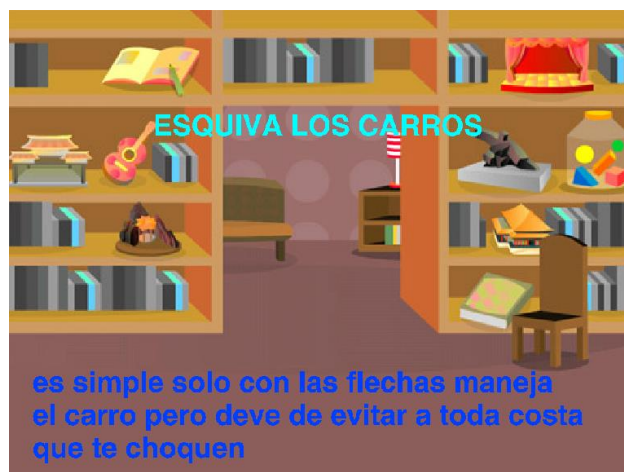 ESQUIVA LOS CARROS
es simple solo con las flechas maneja
el carro pero deve de evitar a toda costa
que te choquen